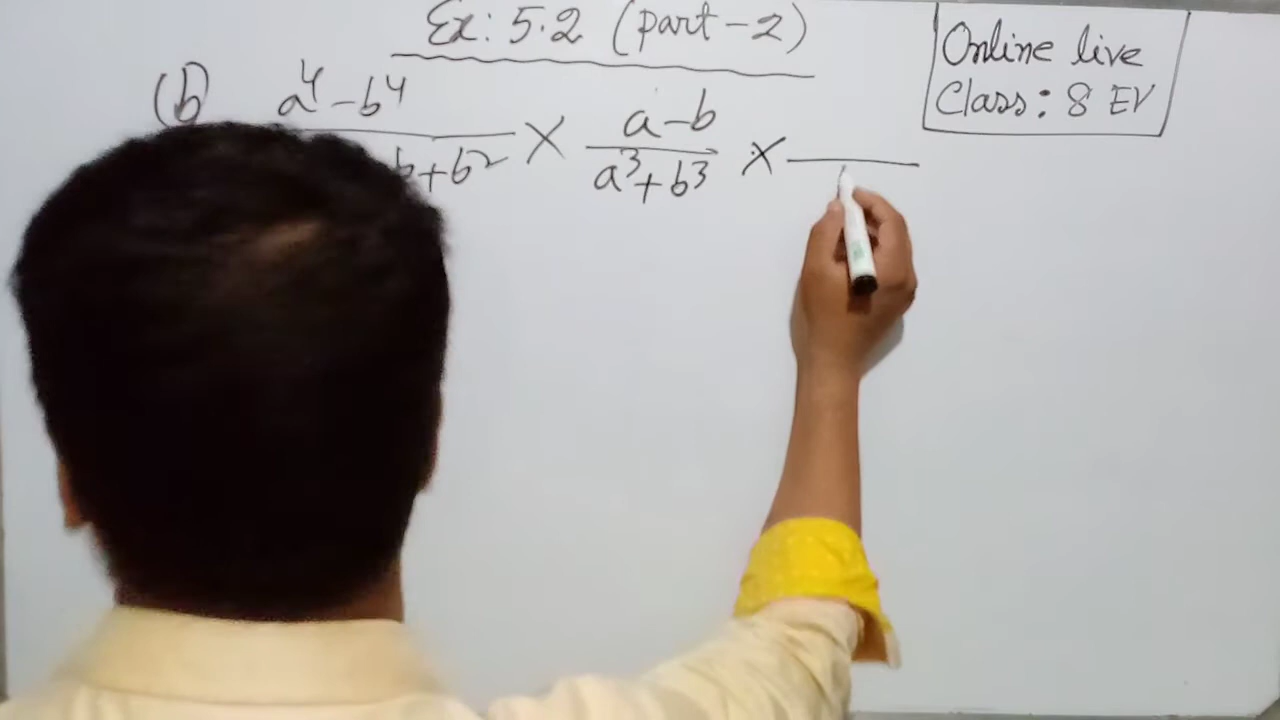 Ex: 5.2 (part-2)
Online live
Class: 8 EV
(b) a⁴-b⁴ × a-b ×
b+b² a³+b³